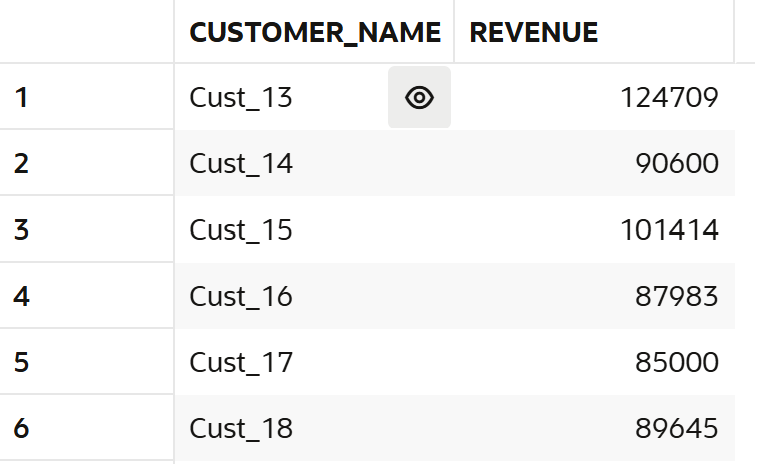 CUSTOMER_NAME REVENUE
1 Cust_13 124709
2 Cust_14 90600
3 Cust_15 101414
4 Cust_16 87983
5 Cust_17 85000
6 Cust_18 89645